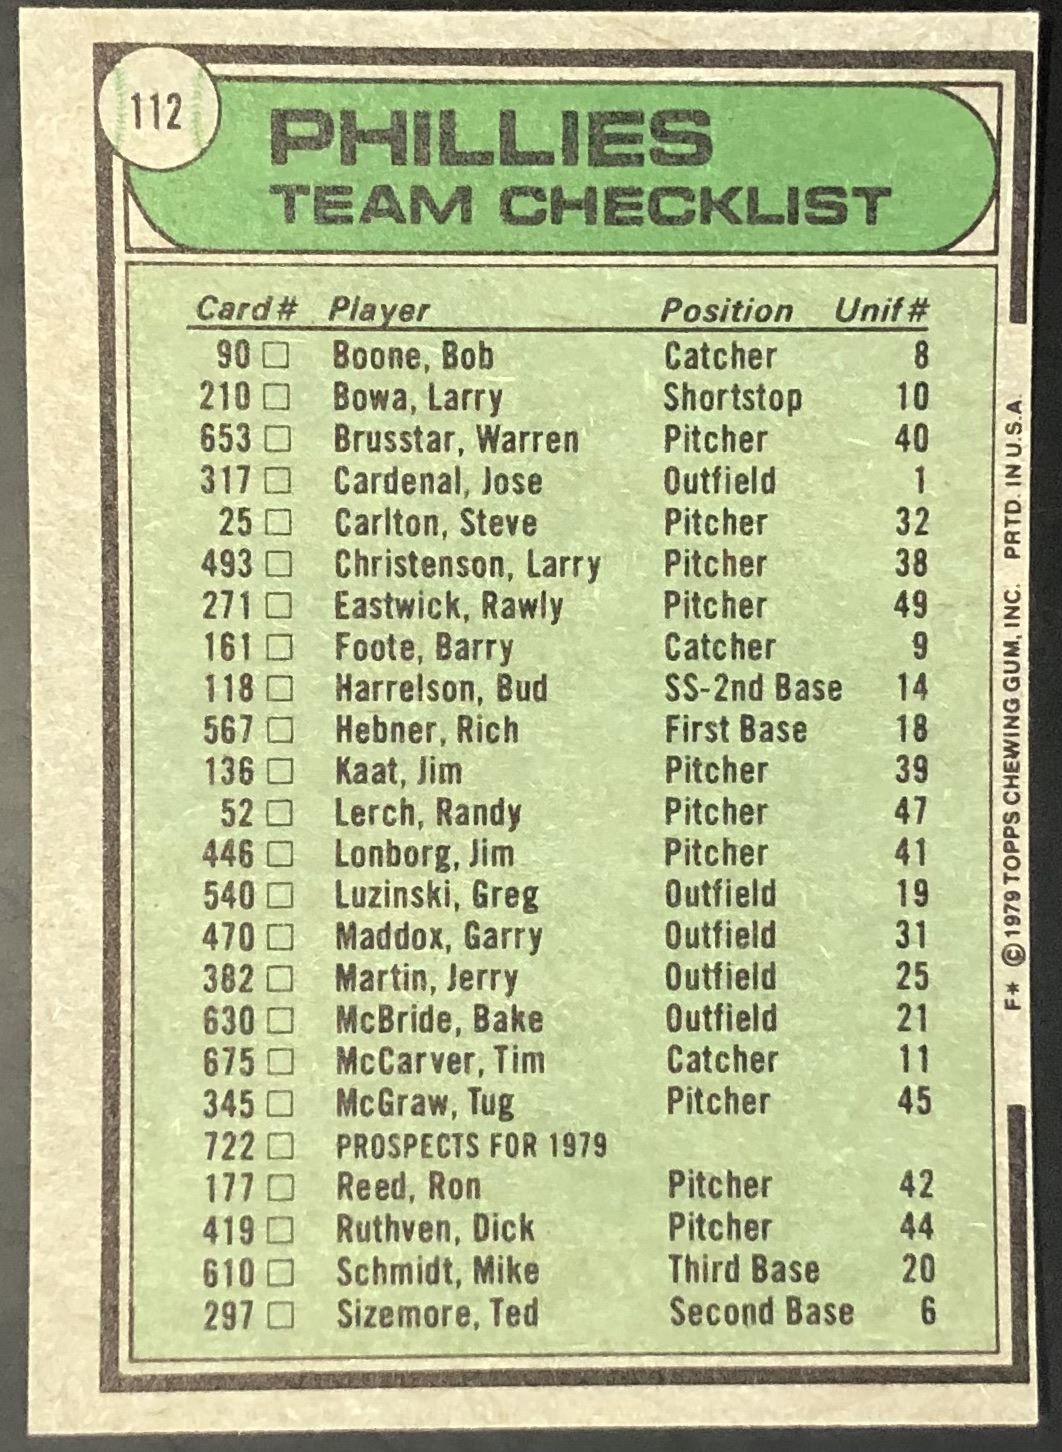 112
PHILLIES
TEAM CHECKLIST
Card# Player Position Unif#
90 Boone, Bob Catcher 8
210 Bowa, Larry Shortstop 10
653 Brusstar, Warren Pitcher 40
317 Cardenal, Jose Outfield 1
25 Carlton, Steve Pitcher 32
493 Christenson, Larry Pitcher 38
271 Eastwick, Rawly Pitcher 49
161 Foote, Barry Catcher 9
118 Harrelson, Bud SS-2nd Base 14
567 Hebner, Rich First Base 18
136 Kaat, Jim Pitcher 39
52 Lerch, Randy Pitcher 47
446 Lonborg, Jim Pitcher 41
540 Luzinski, Greg Outfield 19
470 Maddox, Garry Outfield 31
382 Martin, Jerry Outfield 25
630 McBride, Bake Outfield 21
675 McCarver, Tim Catcher 11
345 McGraw, Tug Pitcher 45
722 PROSPECTS FOR 1979
177 Reed, Ron Pitcher 42
419 Ruthven, Dick Pitcher 44
610 Schmidt, Mike Third Base 20
297 Sizemore, Ted Second Base 6
F* ©1979 TOPPS CHEWING GUM, INC. PRTD. IN U.S.A.